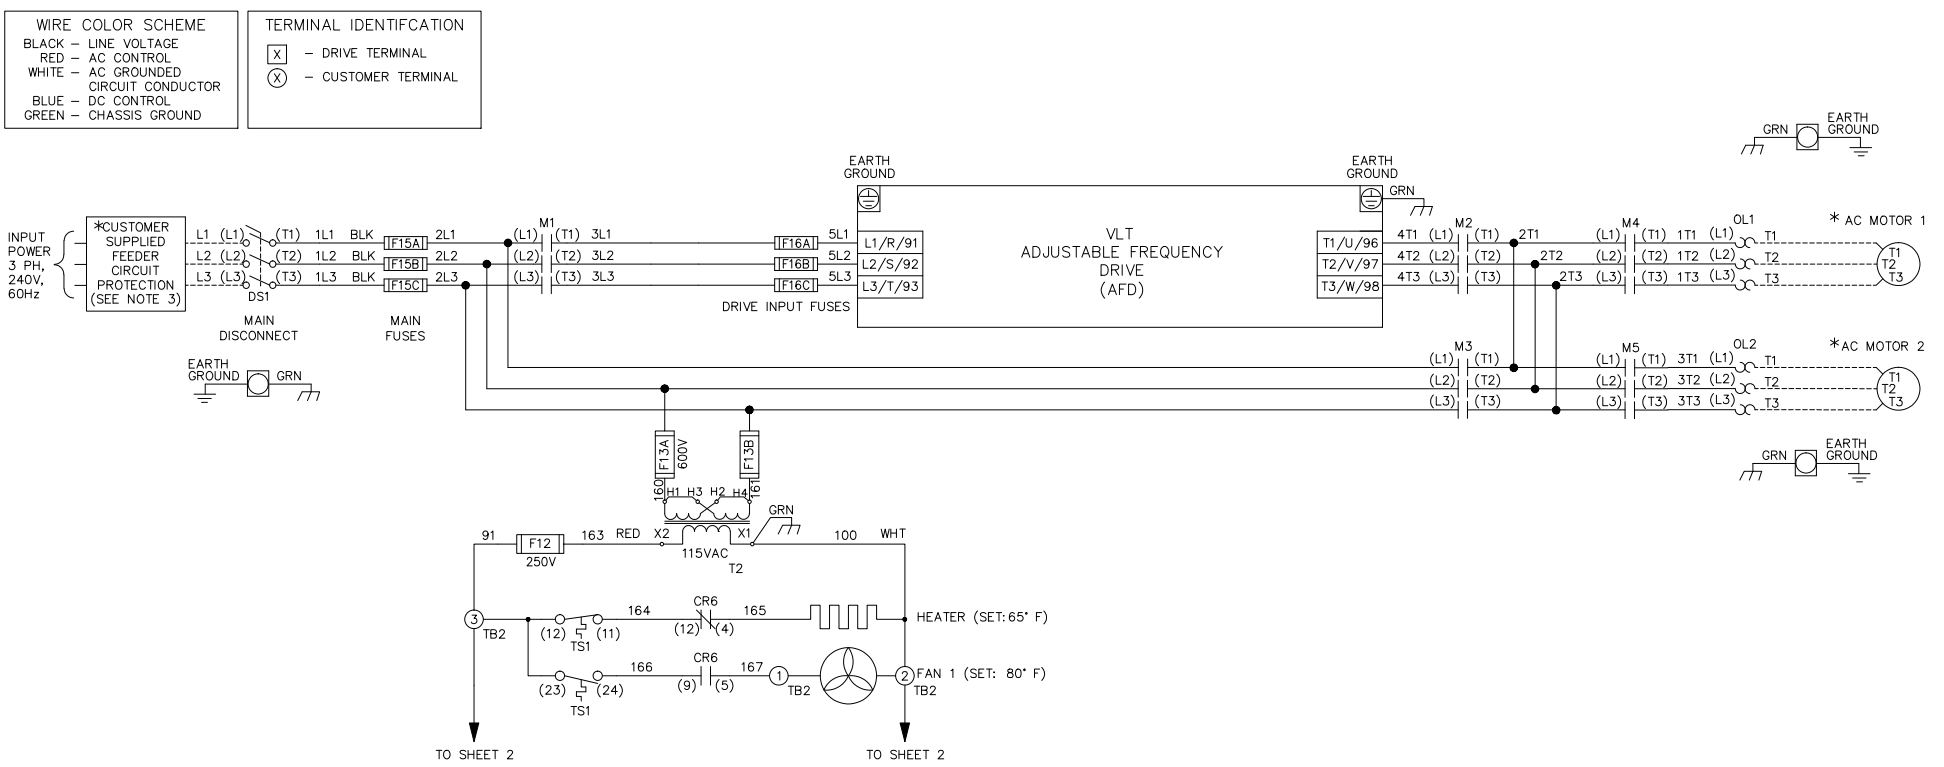 WIRE COLOR SCHEME
BLACK – LINE VOLTAGE
RED – AC CONTROL
WHITE – AC GROUNDED
CIRCUIT CONDUCTOR
BLUE – DC CONTROL
GREEN – CHASSIS GROUND
TERMINAL IDENTIFCATION
X – DRIVE TERMINAL
X – CUSTOMER TERMINAL
GRN
EARTH
GROUND
EARTH
GROUND
EARTH
GROUND
GRN
INPUT
POWER
3 PH,
240V,
60Hz
*CUSTOMER
SUPPLIED
FEEDER
CIRCUIT
PROTECTION
(SEE NOTE 3)
L1 (L1) (T1) 1L1 BLK F15A 2L1 (L1) M1 (T1) 3L1 F16A 5L1 L1/R/91
L2 (L2) (T2) 1L2 BLK F15B 2L2 (L2) (T2) 3L2 F16B 5L2 L2/S/92
L3 (L3) (T3) 1L3 BLK F15C 2L3 (L3) (T3) 3L3 F16C 5L3 L3/T/93
DS1
MAIN
DISCONNECT
MAIN
FUSES
DRIVE INPUT FUSES
VLT
ADJUSTABLE FREQUENCY
DRIVE
(AFD)
M2 M4 OL1 * AC MOTOR 1
T1/U/96 4T1 (L1) (T1) 2T1 (L1) (T1) 1T1 (L1) T1
T2/V/97 4T2 (L2) (T2) 2T2 (L2) (T2) 1T2 (L2) T2
T3/W/98 4T3 (L3) (T3) 2T3 (L3) (T3) 1T3 (L3) T3
T1
T2
T3
M3 M5 OL2 *AC MOTOR 2
(L1) (T1) (L1) (T1) 3T1 (L1) T1
(L2) (T2) (L2) (T2) 3T2 (L2) T2
(L3) (T3) (L3) (T3) 3T3 (L3) T3
T1
T2
T3
EARTH
GROUND GRN
GRN EARTH
GROUND
F13A
600V
F13B
160
H1 H3 H2 H4
161
GRN
91 F12 163 RED X2 X1 100 WHT
250V
115VAC
T2
3
TB2
(12) (11)
TS1
164
CR6
(12) (4)
165
HEATER (SET:65° F)
(23) (24)
TS1
166
CR6
(9) (5)
167
1
TB2
2
TB2
FAN 1 (SET: 80° F)
TO SHEET 2
TO SHEET 2